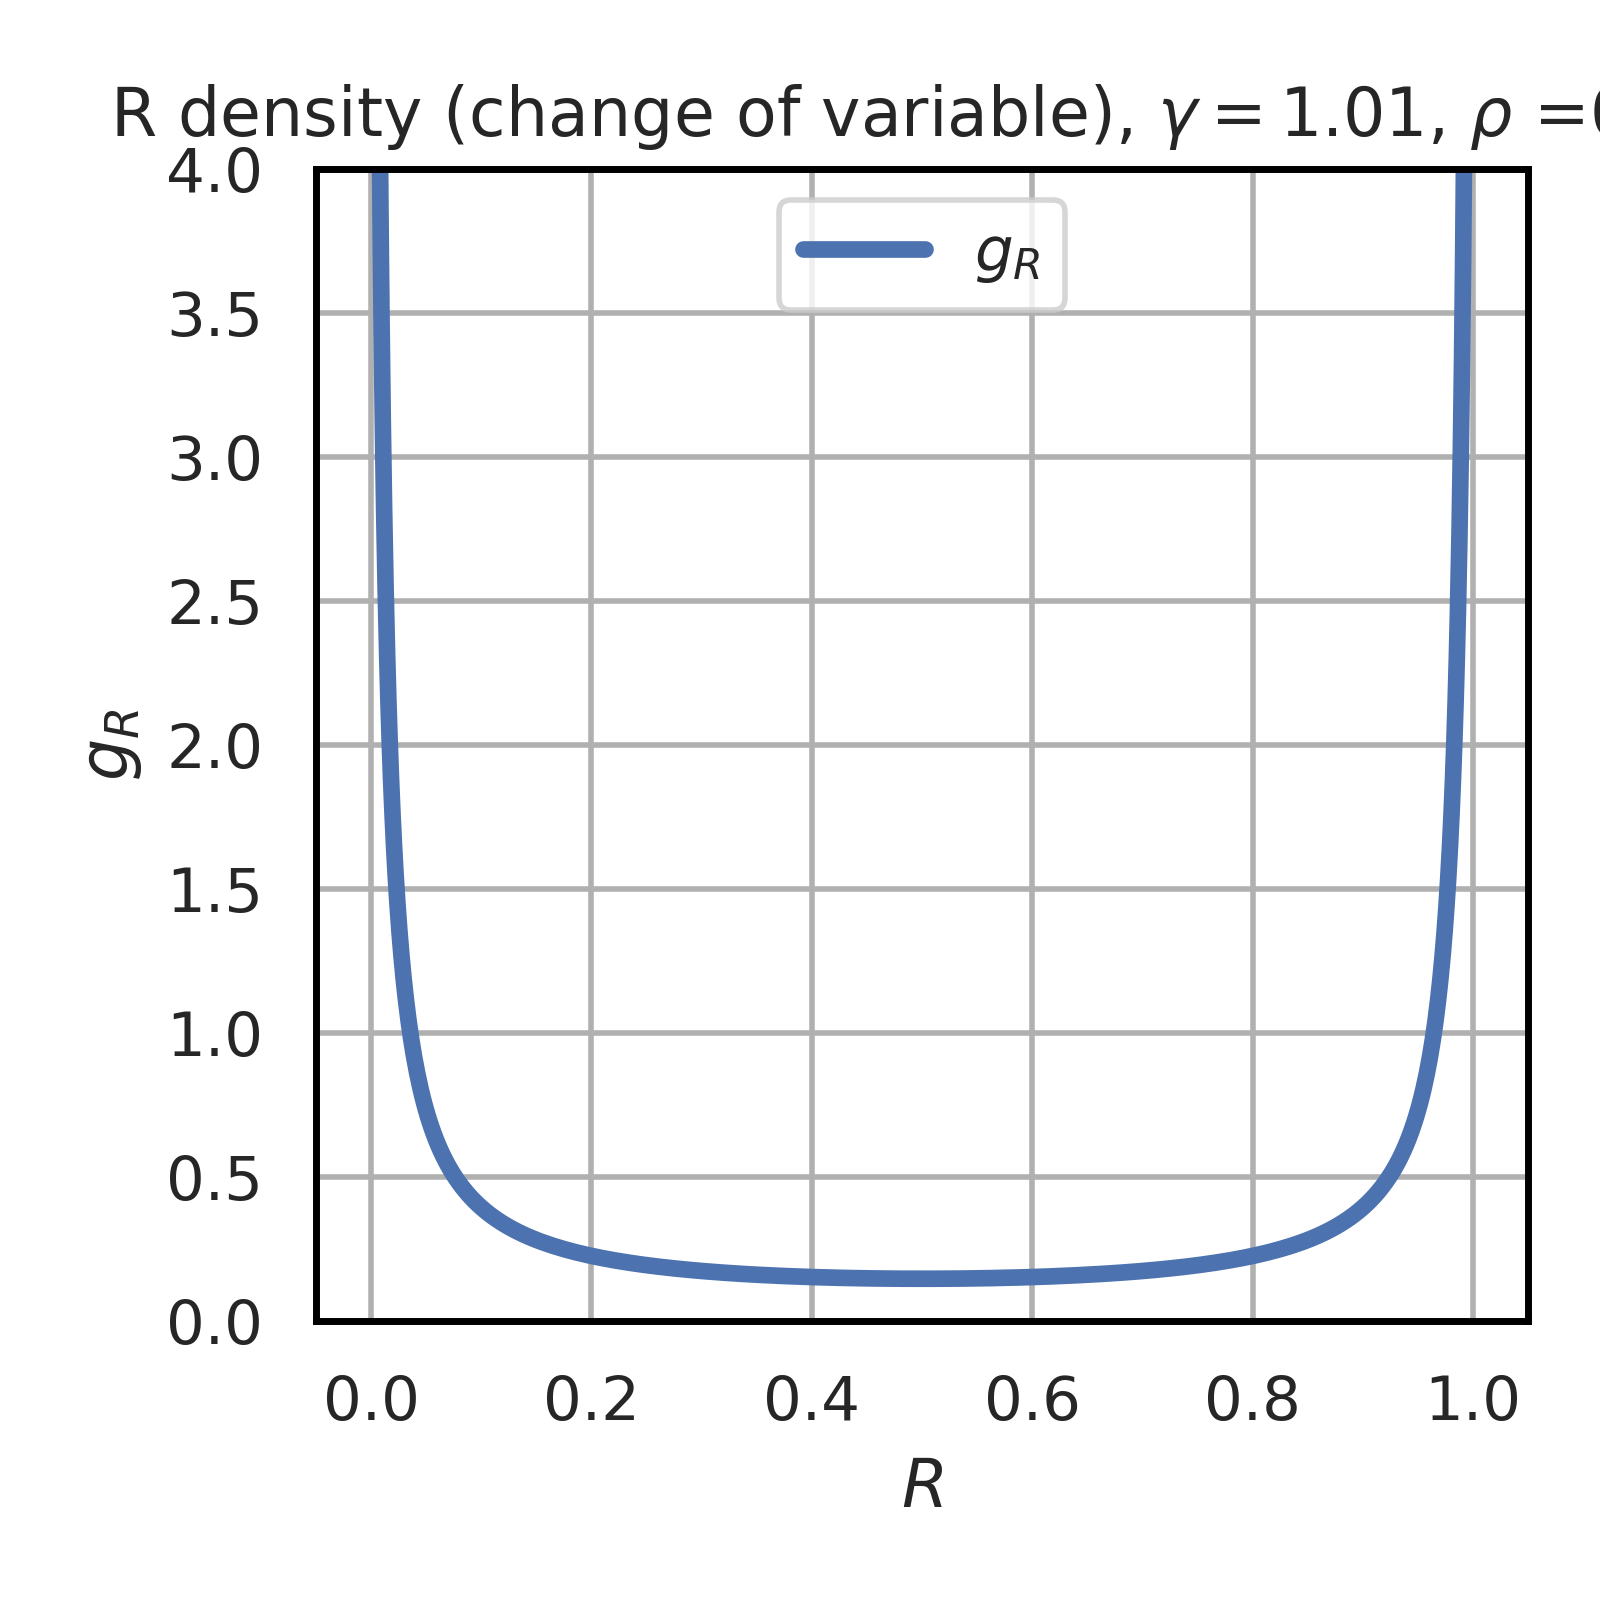 R density (change of variable), γ = 1.01, ρ =
g_R
4.0
3.5
3.0
2.5
2.0
1.5
1.0
0.5
0.0
g_R
0.0 0.2 0.4 0.6 0.8 1.0
R